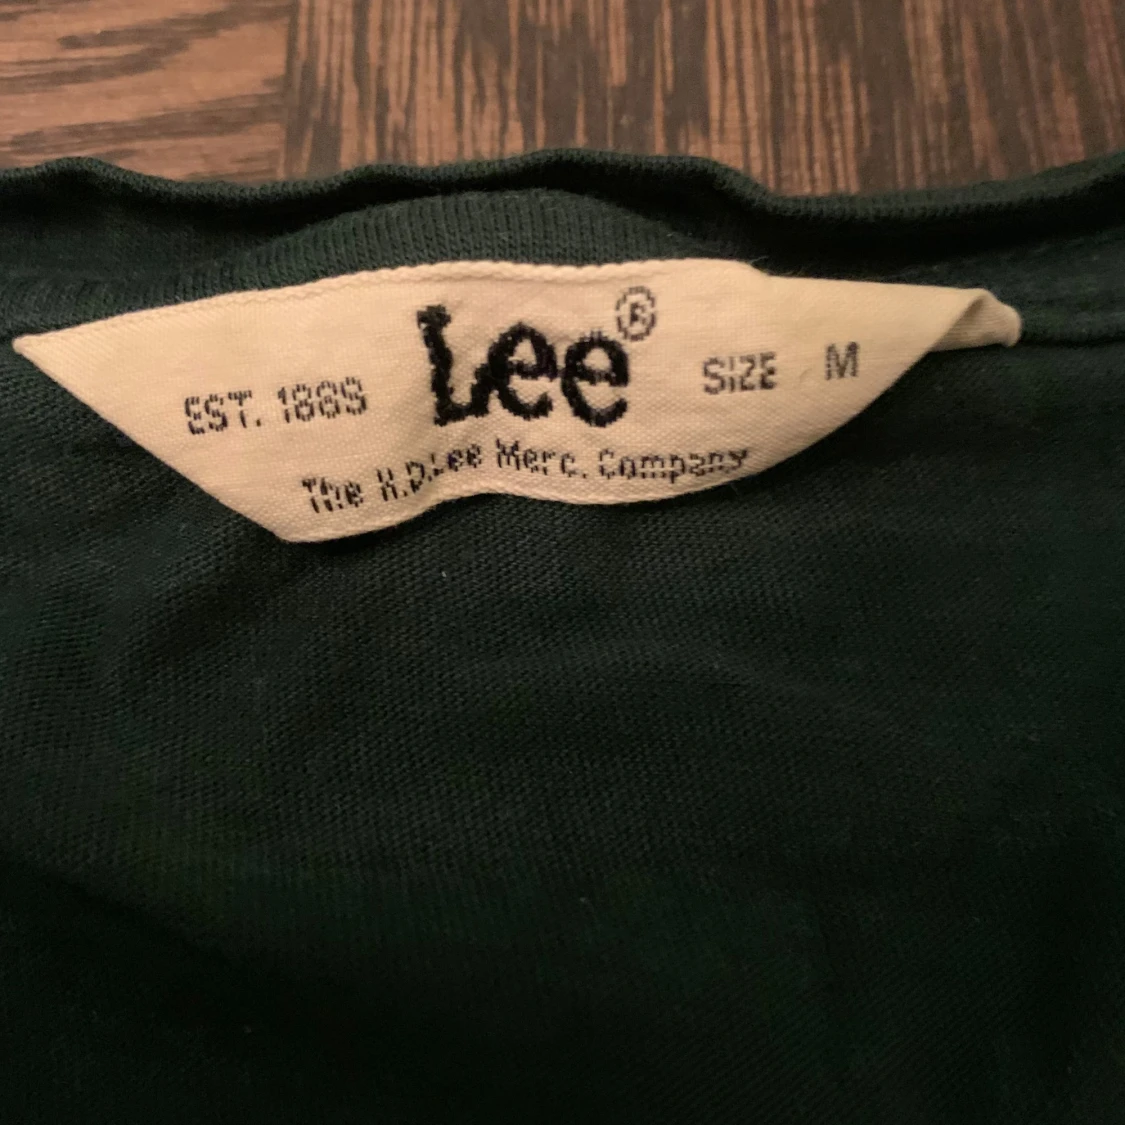 Lee®
EST. 1889 SIZE M
The H.D.Lee Merc. Company